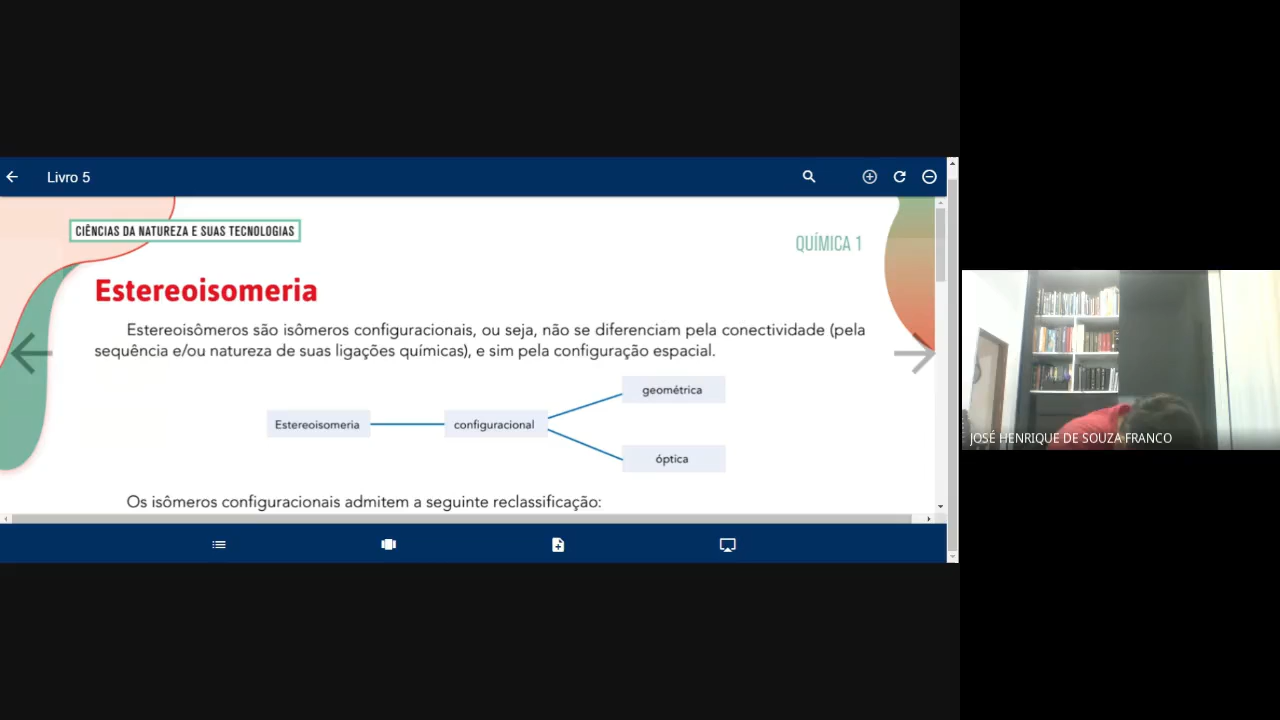 Livro 5
CIÊNCIAS DA NATUREZA E SUAS TECNOLOGIAS
QUÍMICA 1
Estereoisomeria
Estereoisômeros são isômeros configuracionais, ou seja, não se diferenciam pela conectividade (pela
sequência e/ou natureza de suas ligações químicas), e sim pela configuração espacial.
geométrica
Estereoisomeria
configuracional
óptica
Os isômeros configuracionais admitem a seguinte reclassificação:
JOSÉ HENRIQUE DE SOUZA FRANCO